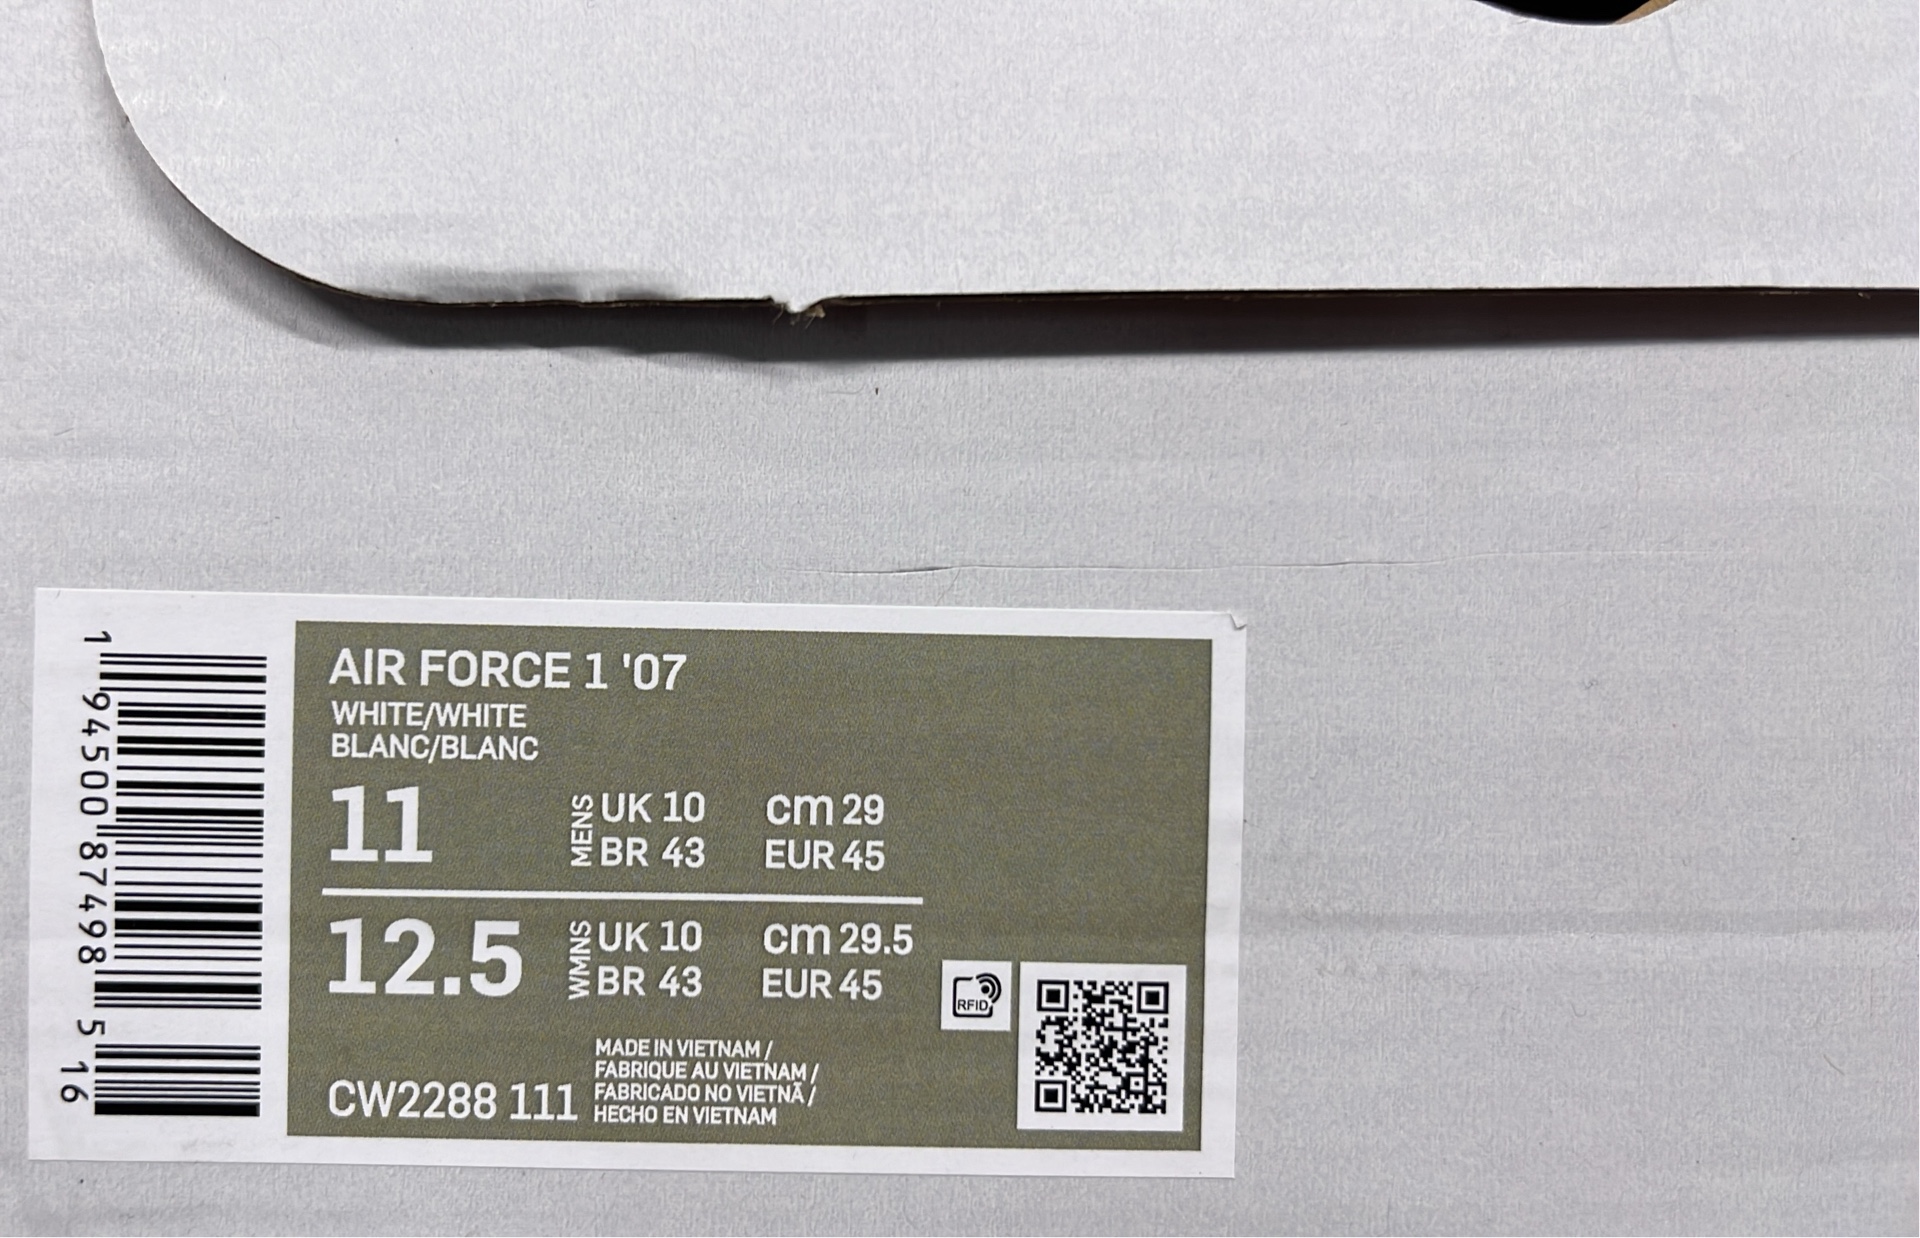 1 94500 87498 5 16
AIR FORCE 1 '07
WHITE/WHITE
BLANC/BLANC
11 MENS UK 10 cm 29
BR 43 EUR 45
12.5 WMNS UK 10 cm 29.5
BR 43 EUR 45
RFID
MADE IN VIETNAM /
FABRIQUE AU VIETNAM /
FABRICADO NO VIETNÃ /
HECHO EN VIETNAM
CW2288 111